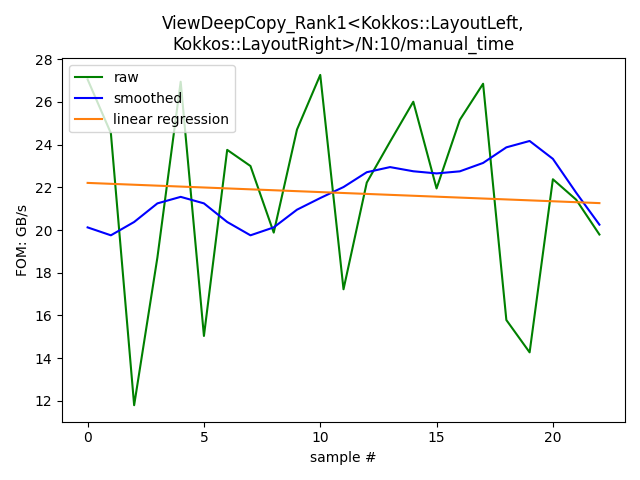 ViewDeepCopy_Rank1<Kokkos::LayoutLeft,
Kokkos::LayoutRight>/N:10/manual_time
raw
smoothed
linear regression
FOM: GB/s
28
26
24
22
20
18
16
14
12
0
5
10
15
20
sample #